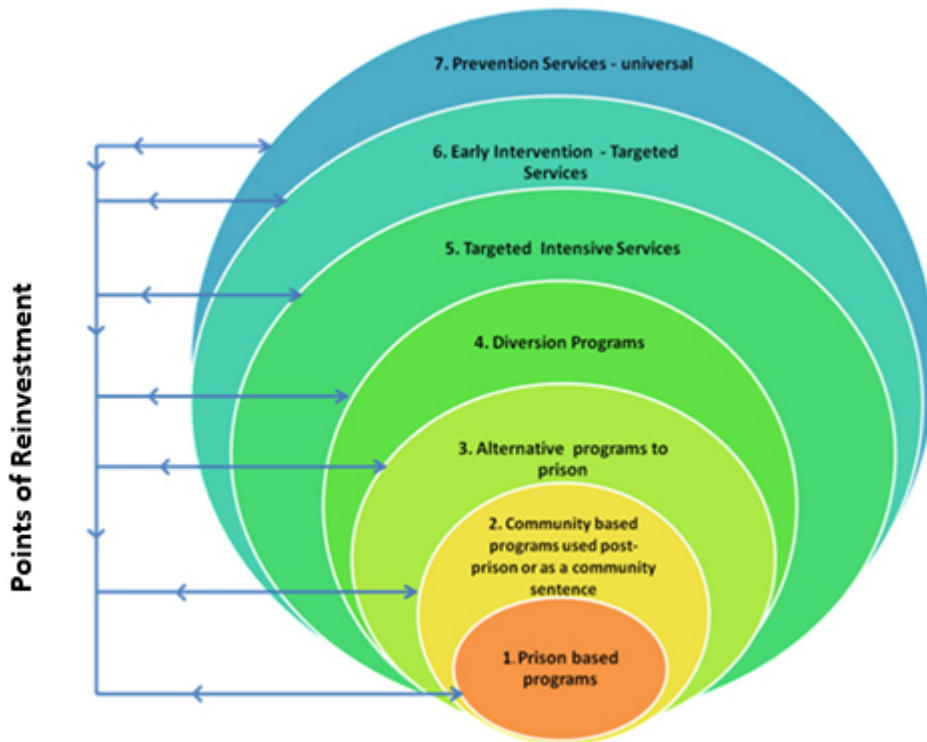 7. Prevention Services - universal
6. Early Intervention - Targeted
Services
5. Targeted Intensive Services
4. Diversion Programs
3. Alternative programs to
prison
2. Community based
programs used post-
prison or as a community
sentence
1. Prison based
programs
Points of Reinvestment